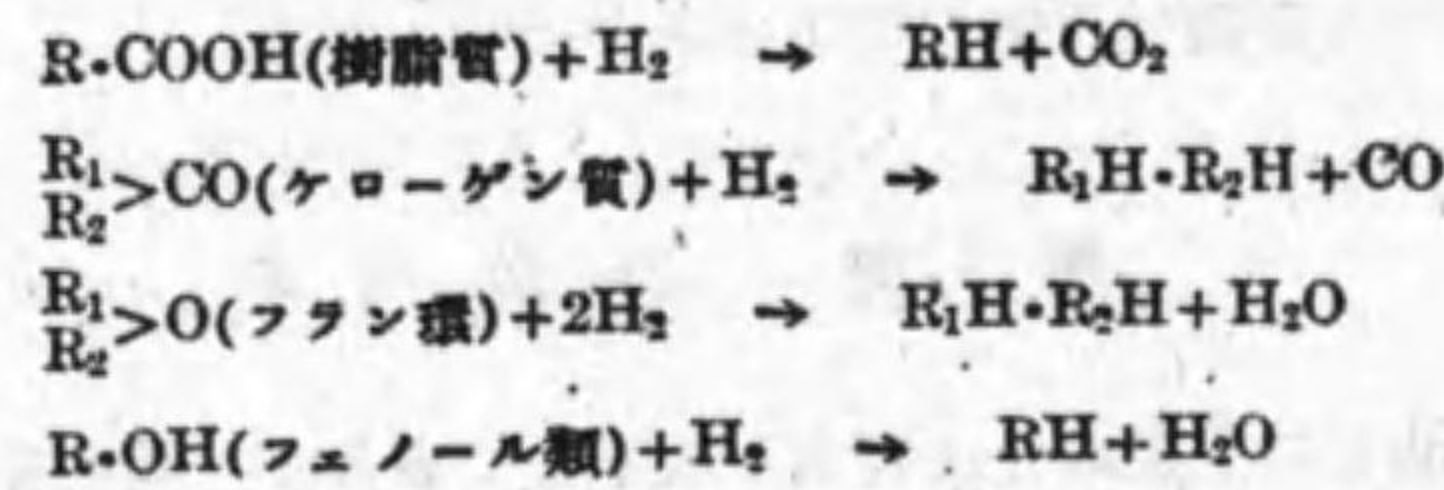 R・COOH(樹脂質)+H₂ → RH+CO₂
R₁
R₂>CO(ケローゲン質)+H₂ → R₁H・R₂H+CO
R₁
R₂>O(フラン環)+2H₂ → R₁H・R₂H+H₂O
R・OH(フェノール類)+H₂ → RH+H₂O